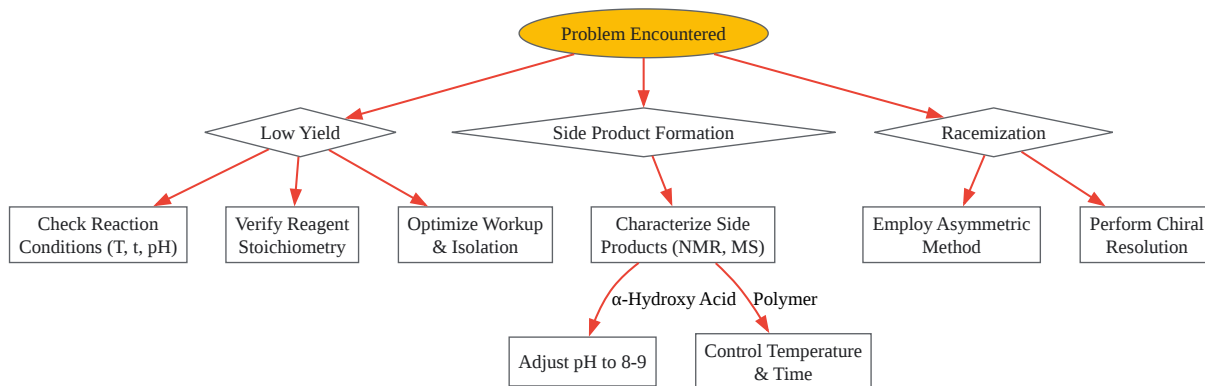 Problem Encountered
Low Yield
Side Product Formation
Racemization
Check Reaction
Conditions (T, t, pH)
Verify Reagent
Stoichiometry
Optimize Workup
& Isolation
Characterize Side
Products (NMR, MS)
Employ Asymmetric
Method
Perform Chiral
Resolution
α-Hydroxy Acid
Polymer
Adjust pH to 8-9
Control Temperature
& Time